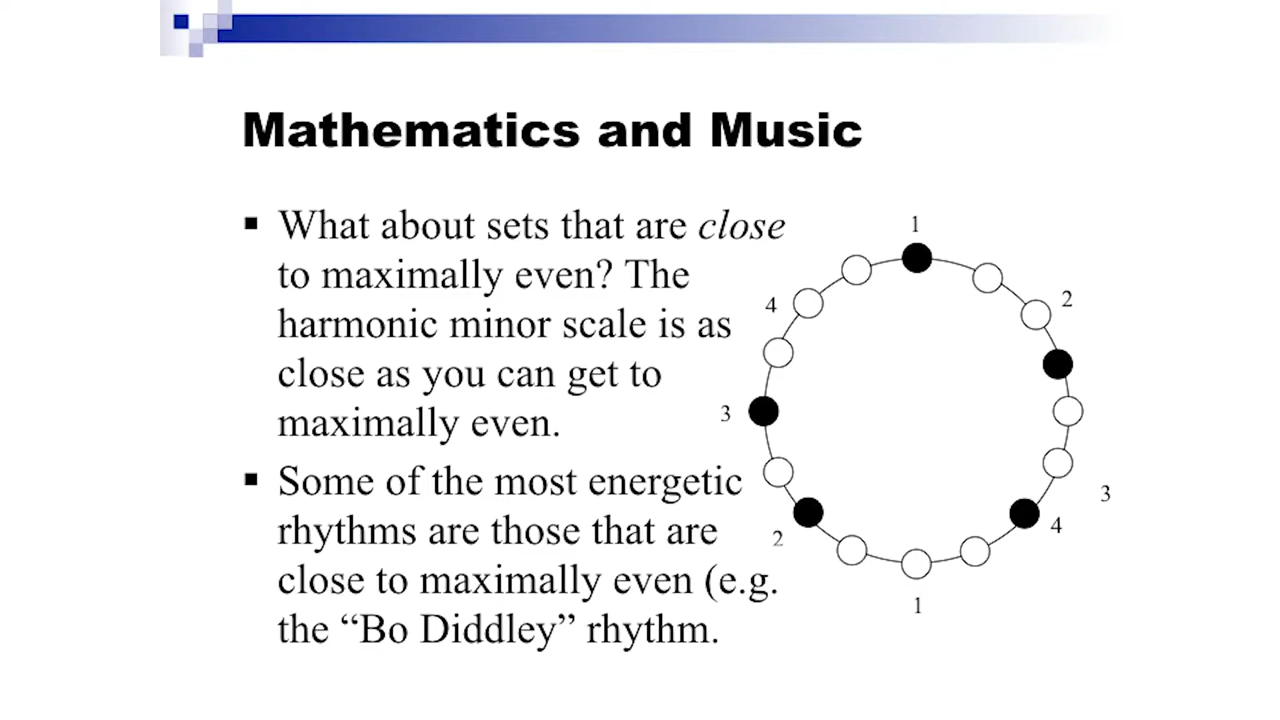 Mathematics and Music
▪ What about sets that are close
to maximally even? The
harmonic minor scale is as
close as you can get to
maximally even.
▪ Some of the most energetic
rhythms are those that are
close to maximally even (e.g.
the “Bo Diddley” rhythm.
1
2
3
4
1
2
3
4